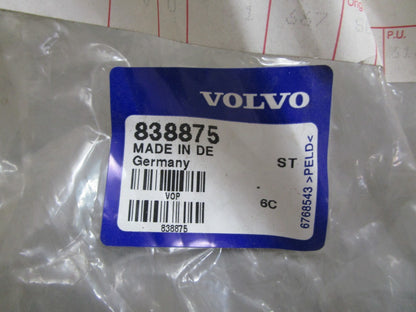 VOLVO
838875
MADE IN DE
Germany
ST
VOP
6C
838875
6768543 >PELD<
P.U.